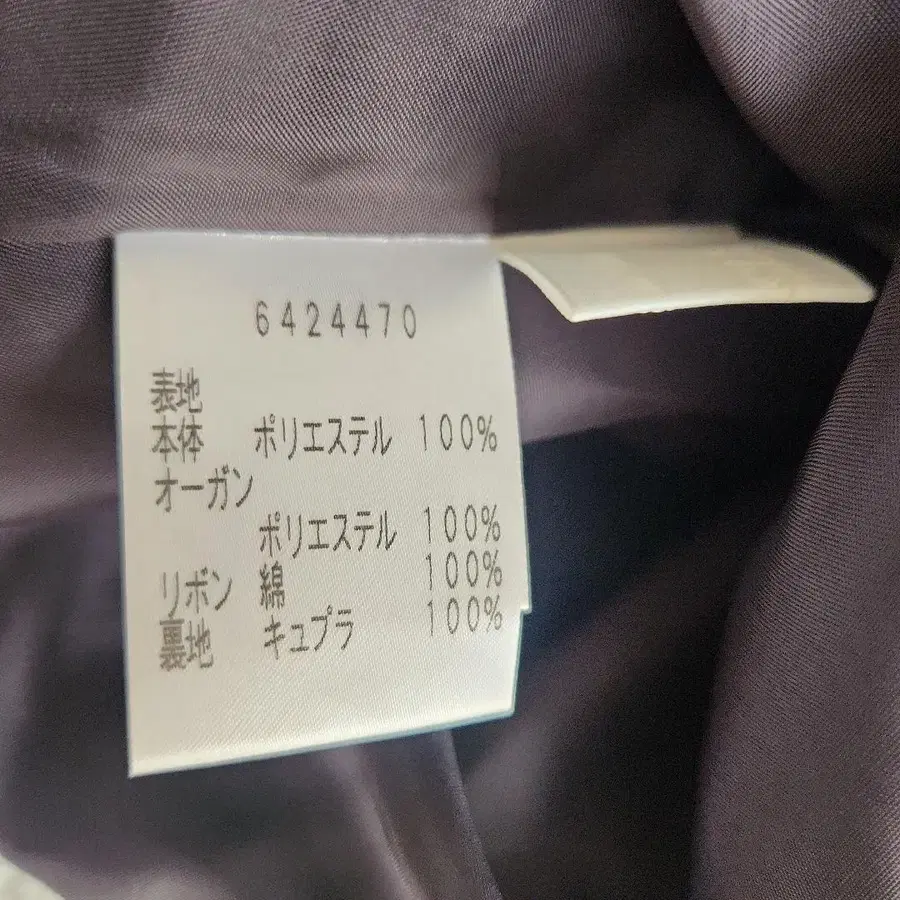 6424470
表地
本体 ポリエステル 100%
オーガン
ポリエステル 100%
リボン 綿 100%
裏地 キュプラ 100%